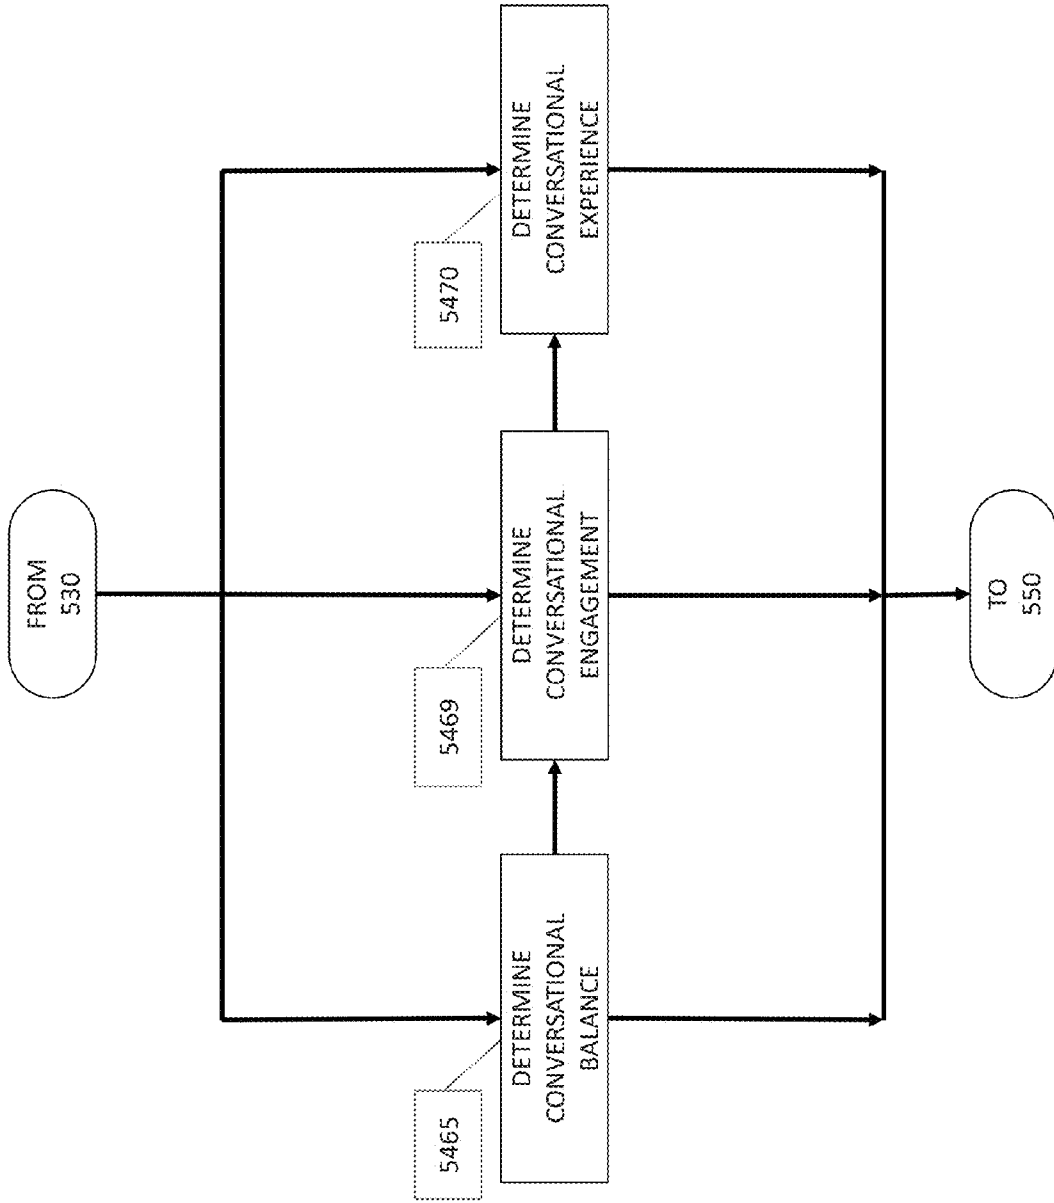 FROM
530
5465
DETERMINE
CONVERSATIONAL
BALANCE
5469
DETERMINE
CONVERSATIONAL
ENGAGEMENT
5470
DETERMINE
CONVERSATIONAL
EXPERIENCE
TO
550